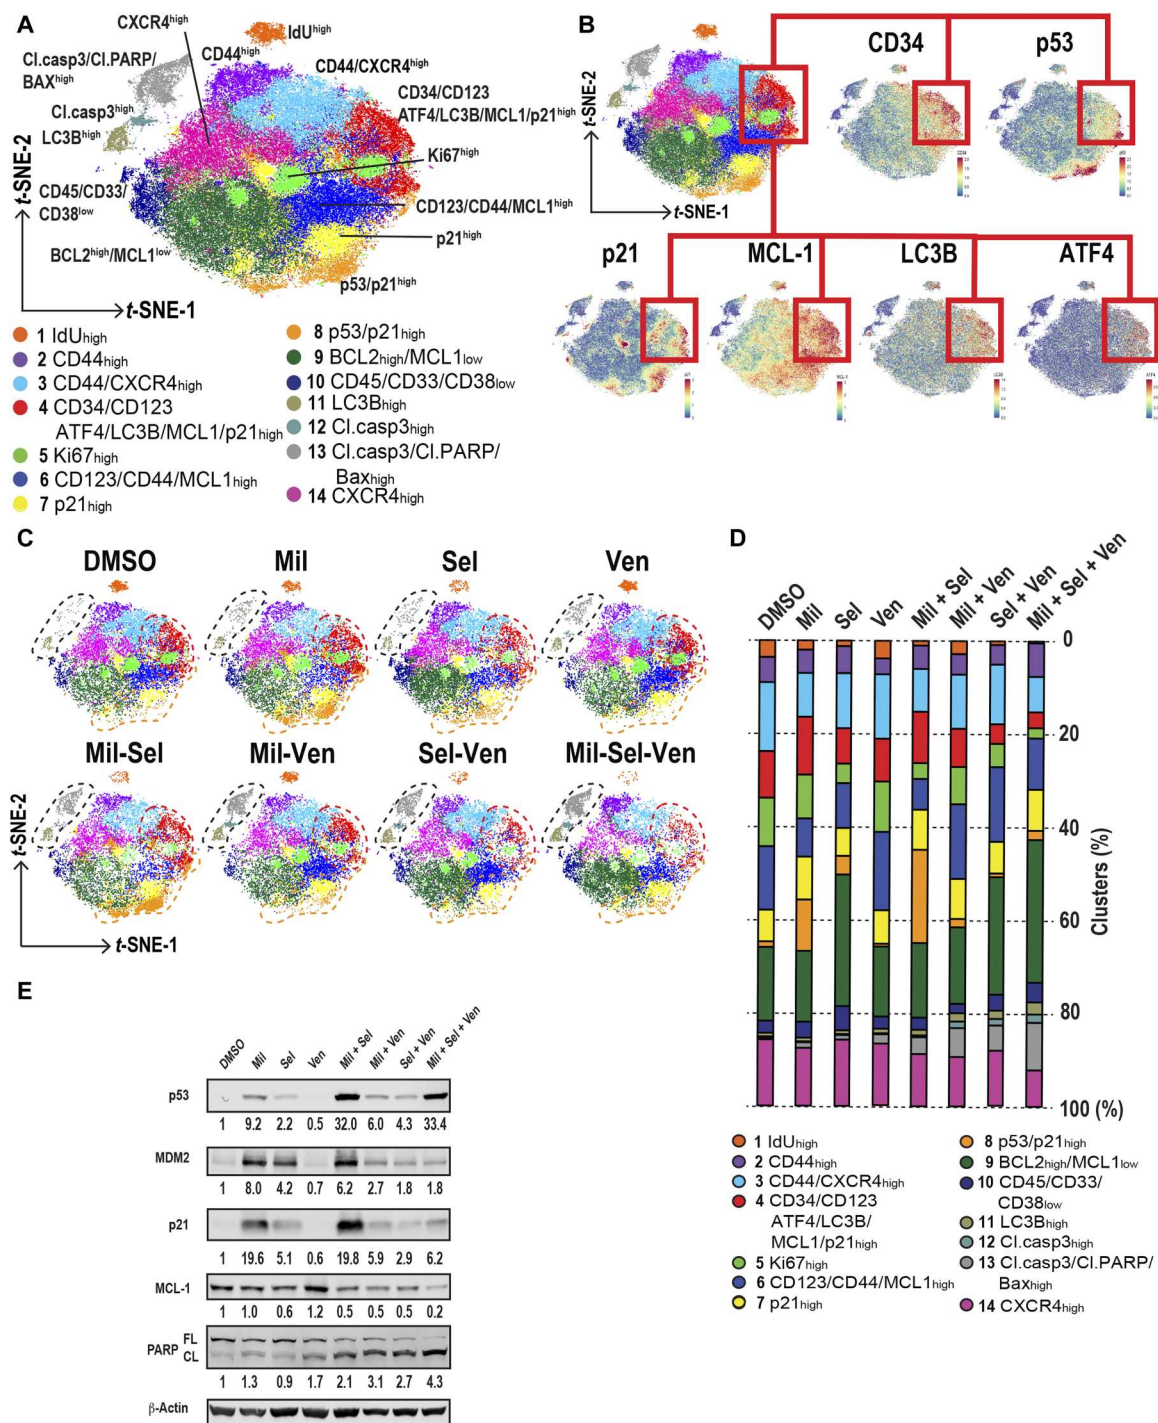 A
CXCR4high
IdUhigh
CD44high
Cl.casp3/Cl.PARP/
BAXhigh
CD44/CXCR4high
CD34/CD123
ATF4/LC3B/MCL1/p21high
Cl.casp3high
LC3Bhigh
Ki67high
CD45/CD33/
CD38low
CD123/CD44/MCL1high
p21high
BCL2high/MCL1low
p53/p21high
t-SNE-2
t-SNE-1
1 IdUhigh
2 CD44high
3 CD44/CXCR4high
4 CD34/CD123
ATF4/LC3B/MCL1/p21high
5 Ki67high
6 CD123/CD44/MCL1high
7 p21high
8 p53/p21high
9 BCL2high/MCL1low
10 CD45/CD33/CD38low
11 LC3Bhigh
12 Cl.casp3high
13 Cl.casp3/Cl.PARP/
Baxhigh
14 CXCR4high
B
CD34
p53
t-SNE-2
t-SNE-1
p21
MCL-1
LC3B
ATF4
C
DMSO
Mil
Sel
Ven
Mil-Sel
Mil-Ven
Sel-Ven
Mil-Sel-Ven
t-SNE-2
t-SNE-1
D
DMSO
Mil
Sel
Ven
Mil + Sel
Mil + Ven
Sel + Ven
Mil + Sel + Ven
0
20
40
60
80
100 (%)
Clusters (%)
1 IdUhigh
2 CD44high
3 CD44/CXCR4high
4 CD34/CD123
ATF4/LC3B/
MCL1/p21high
5 Ki67high
6 CD123/CD44/MCL1high
7 p21high
8 p53/p21high
9 BCL2high/MCL1low
10 CD45/CD33/
CD38low
11 LC3Bhigh
12 Cl.casp3high
13 Cl.casp3/Cl.PARP/
Baxhigh
14 CXCR4high
E
DMSO
Mil
Sel
Ven
Mil + Sel
Mil + Ven
Sel + Ven
Mil + Sel + Ven
p53
1 9.2 2.2 0.5 32.0 6.0 4.3 33.4
MDM2
1 8.0 4.2 0.7 6.2 2.7 1.8 1.8
p21
1 19.6 5.1 0.6 19.8 5.9 2.9 6.2
MCL-1
1 1.0 0.6 1.2 0.5 0.5 0.5 0.2
FL
PARP
CL
1 1.3 0.9 1.7 2.1 3.1 2.7 4.3
β-Actin